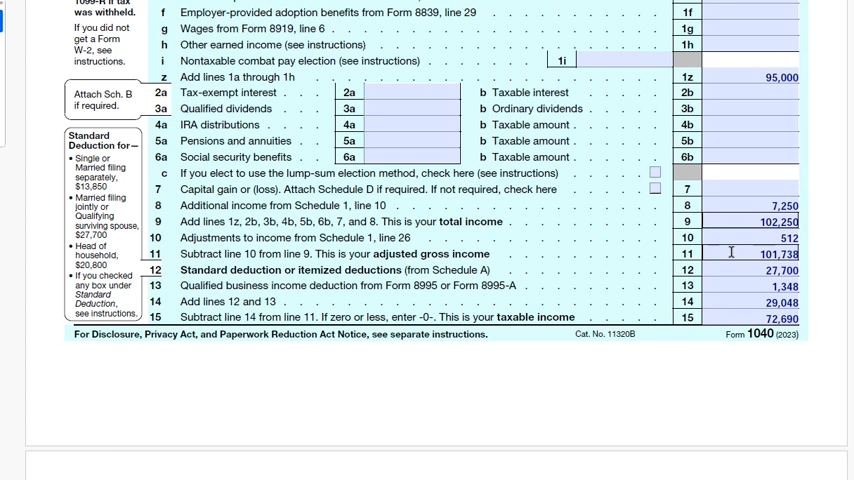 1099-R if tax
was withheld.
If you did not
get a Form
W-2, see
instructions.
f Employer-provided adoption benefits from Form 8839, line 29 . . . . . . . 1f
g Wages from Form 8919, line 6 . . . . . . . 1g
h Other earned income (see instructions) . . . . . . . 1h
i Nontaxable combat pay election (see instructions) . . . . . . . 1i
z Add lines 1a through 1h . . . . . . . 1z 95,000
Attach Sch. B
if required.
2a Tax-exempt interest . . . 2a b Taxable interest . . . . . 2b
3a Qualified dividends . . . 3a b Ordinary dividends . . . . . 3b
4a IRA distributions . . . 4a b Taxable amount . . . . . . 4b
5a Pensions and annuities . . 5a b Taxable amount . . . . . . 5b
6a Social security benefits . . 6a b Taxable amount . . . . . . 6b
c If you elect to use the lump-sum election method, check here (see instructions) . . . . .
7 Capital gain or (loss). Attach Schedule D if required. If not required, check here . . . . . 7
8 Additional income from Schedule 1, line 10 . . . . . . . 8 7,250
9 Add lines 1z, 2b, 3b, 4b, 5b, 6b, 7, and 8. This is your total income . . . . . . . 9 102,250
10 Adjustments to income from Schedule 1, line 26 . . . . . . . 10 512
11 Subtract line 10 from line 9. This is your adjusted gross income . . . . . . . 11 101,738
12 Standard deduction or itemized deductions (from Schedule A) . . . . . . . 12 27,700
13 Qualified business income deduction from Form 8995 or Form 8995-A . . . . . . . 13 1,348
14 Add lines 12 and 13 . . . . . . . 14 29,048
15 Subtract line 14 from line 11. If zero or less, enter -0-. This is your taxable income . . . . . 15 72,690
Standard
Deduction for—
• Single or
Married filing
separately,
$13,850
• Married filing
jointly or
Qualifying
surviving spouse,
$27,700
• Head of
household,
$20,800
• If you checked
any box under
Standard
Deduction,
see instructions.
For Disclosure, Privacy Act, and Paperwork Reduction Act Notice, see separate instructions. Cat. No. 11320B Form 1040 (2023)